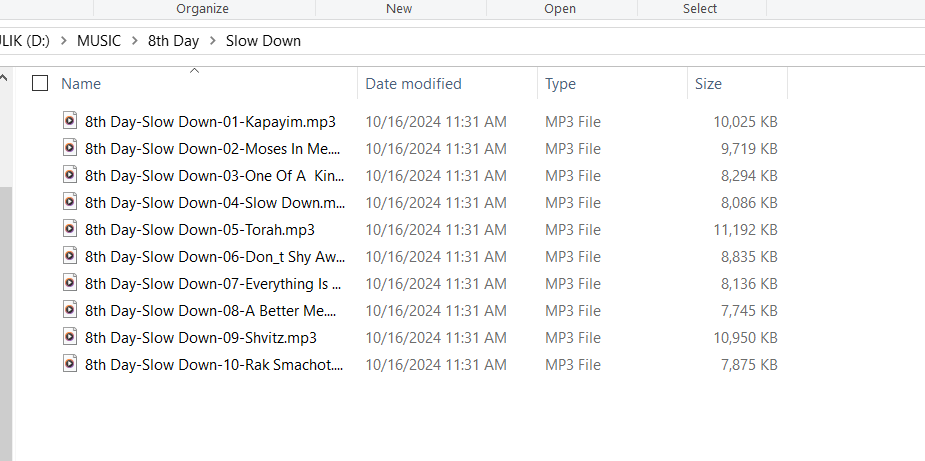 Organize New Open Select
ULIK (D:) > MUSIC > 8th Day > Slow Down
Name Date modified Type Size
8th Day-Slow Down-01-Kapayim.mp3 10/16/2024 11:31 AM MP3 File 10,025 KB
8th Day-Slow Down-02-Moses In Me.... 10/16/2024 11:31 AM MP3 File 9,719 KB
8th Day-Slow Down-03-One Of A  Kin... 10/16/2024 11:31 AM MP3 File 8,294 KB
8th Day-Slow Down-04-Slow Down.m... 10/16/2024 11:31 AM MP3 File 8,086 KB
8th Day-Slow Down-05-Torah.mp3 10/16/2024 11:31 AM MP3 File 11,192 KB
8th Day-Slow Down-06-Don_t Shy Aw... 10/16/2024 11:31 AM MP3 File 8,835 KB
8th Day-Slow Down-07-Everything Is ... 10/16/2024 11:31 AM MP3 File 8,136 KB
8th Day-Slow Down-08-A Better Me.... 10/16/2024 11:31 AM MP3 File 7,745 KB
8th Day-Slow Down-09-Shvitz.mp3 10/16/2024 11:31 AM MP3 File 10,950 KB
8th Day-Slow Down-10-Rak Smachot.... 10/16/2024 11:31 AM MP3 File 7,875 KB